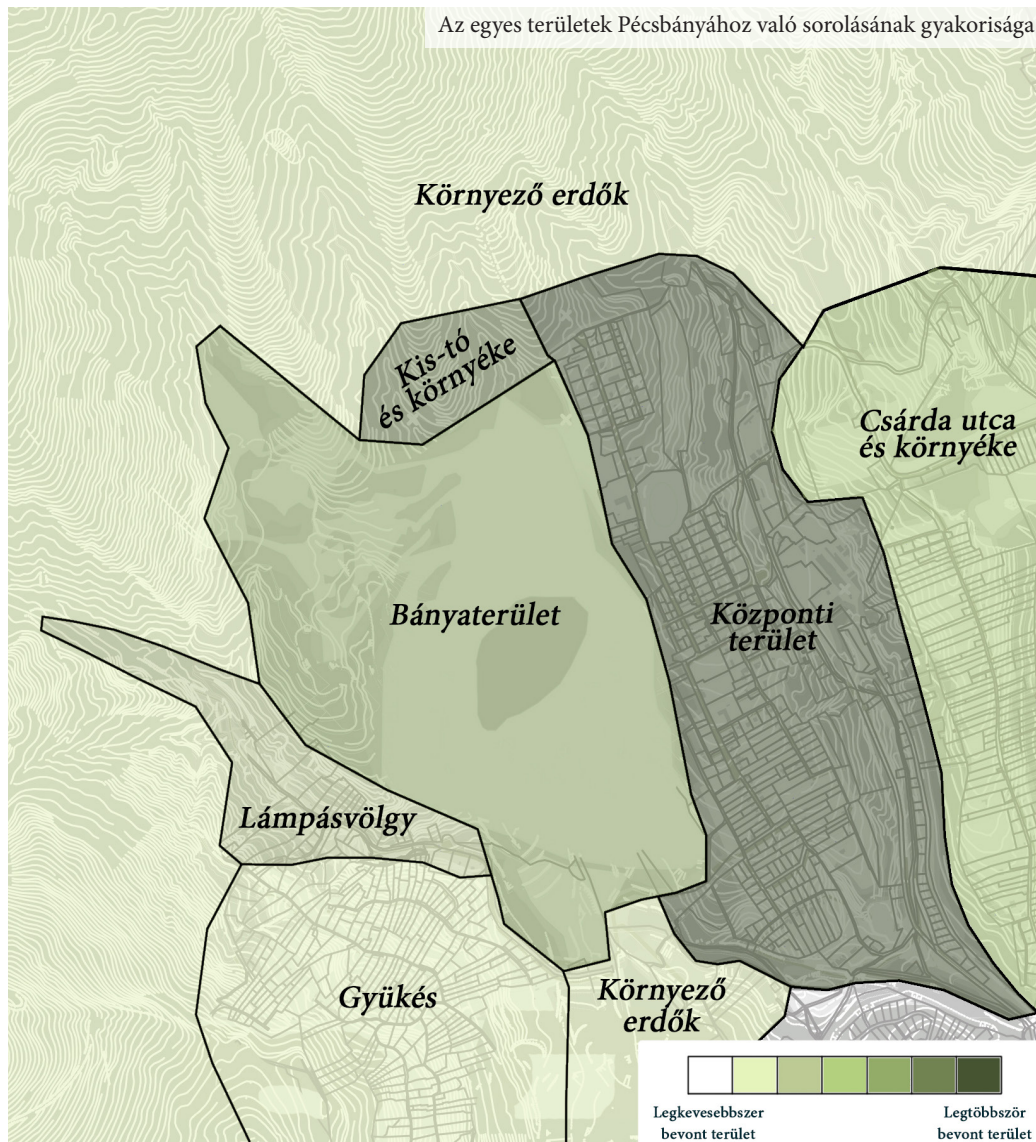 Az egyes területek Pécsbányához való sorolásának gyakorisága
Környező erdők
Kis-tó
és környéke
Csárda utca
és környéke
Bányaterület
Központi
terület
Lámpásvölgy
Gyükés
Környező
erdők
Legkevesebbszer
bevont terület
Legtöbbször
bevont terület